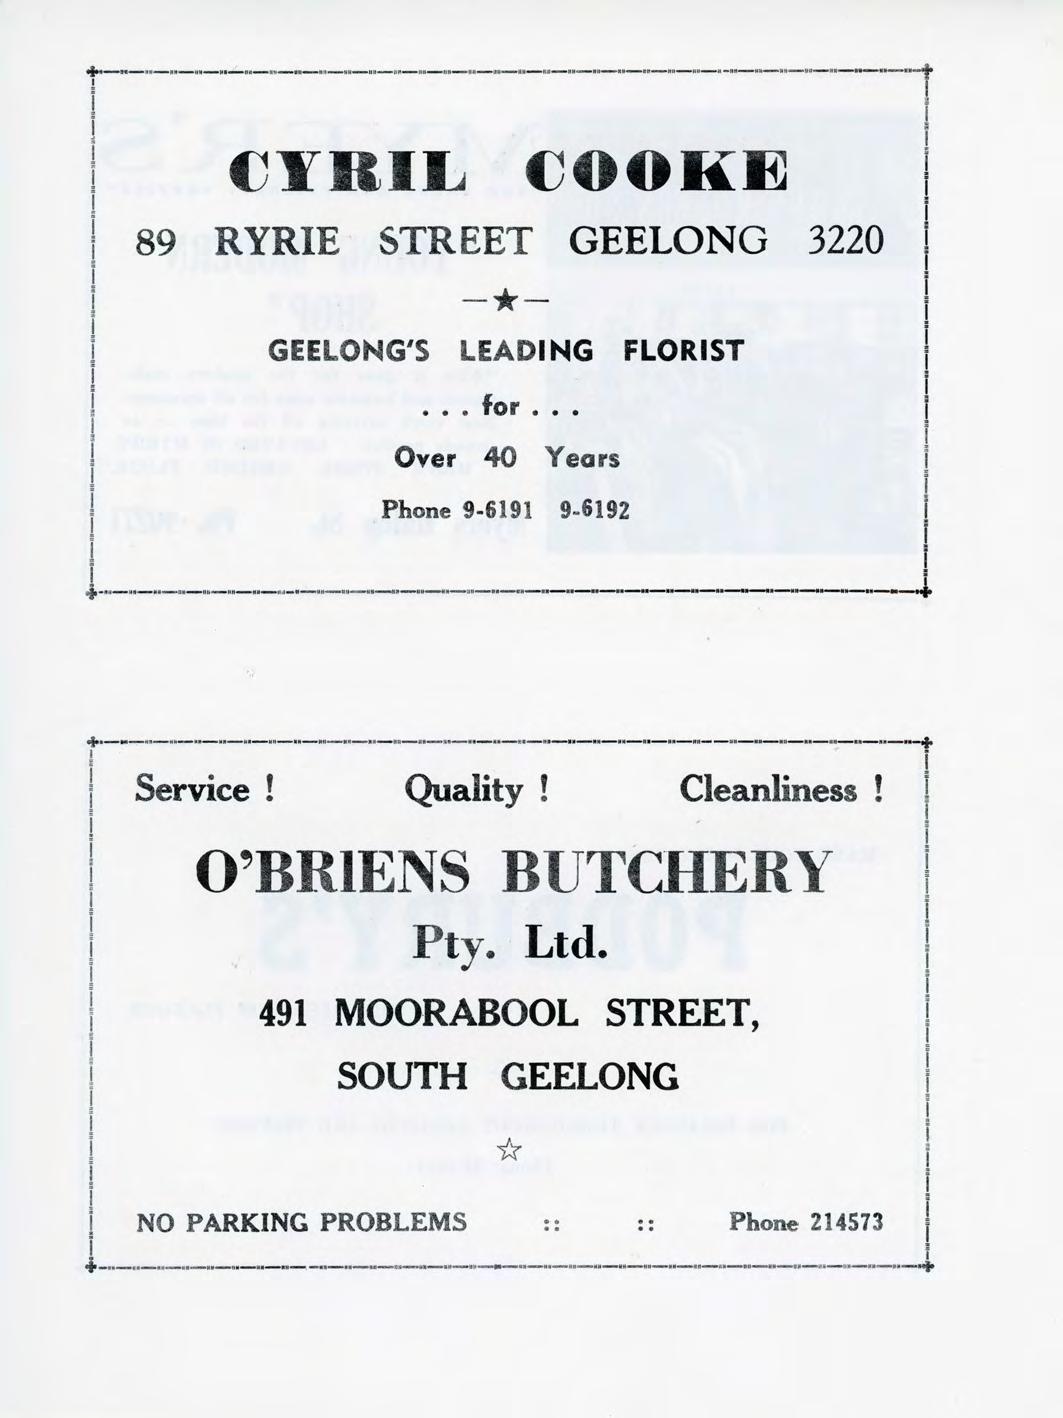 CYRIL COOKE
89 RYRIE STREET GEELONG 3220
—★—
GEELONG'S LEADING FLORIST
. . . for . . .
Over 40 Years
Phone 9-6191 9-6192
Service ! Quality ! Cleanliness !
O'BRIENS BUTCHERY
Pty. Ltd.
491 MOORABOOL STREET,
SOUTH GEELONG
☆
NO PARKING PROBLEMS :: :: Phone 214573